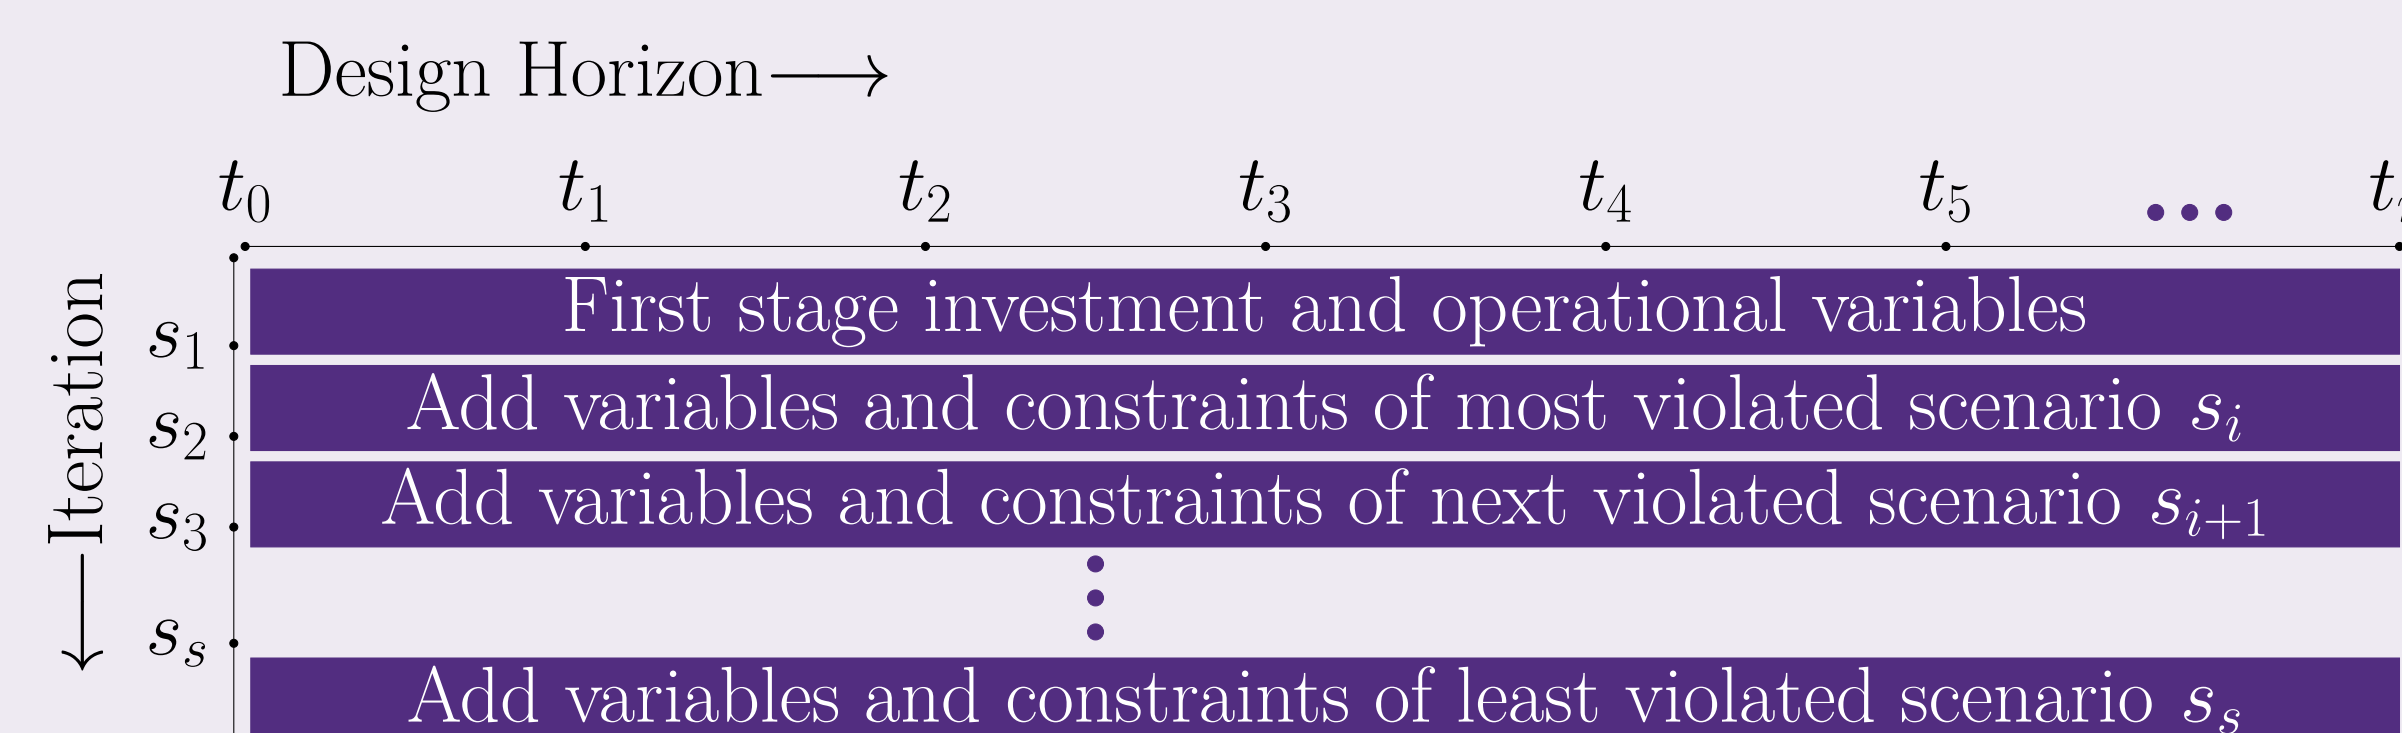 Design Horizon⟶
t₀ t₁ t₂ t₃ t₄ t₅ ••• t
Iteration
s₁
First stage investment and operational variables
s₂
Add variables and constraints of most violated scenario sᵢ
s₃
Add variables and constraints of next violated scenario sᵢ₊₁
sₛ
Add variables and constraints of least violated scenario sₛ